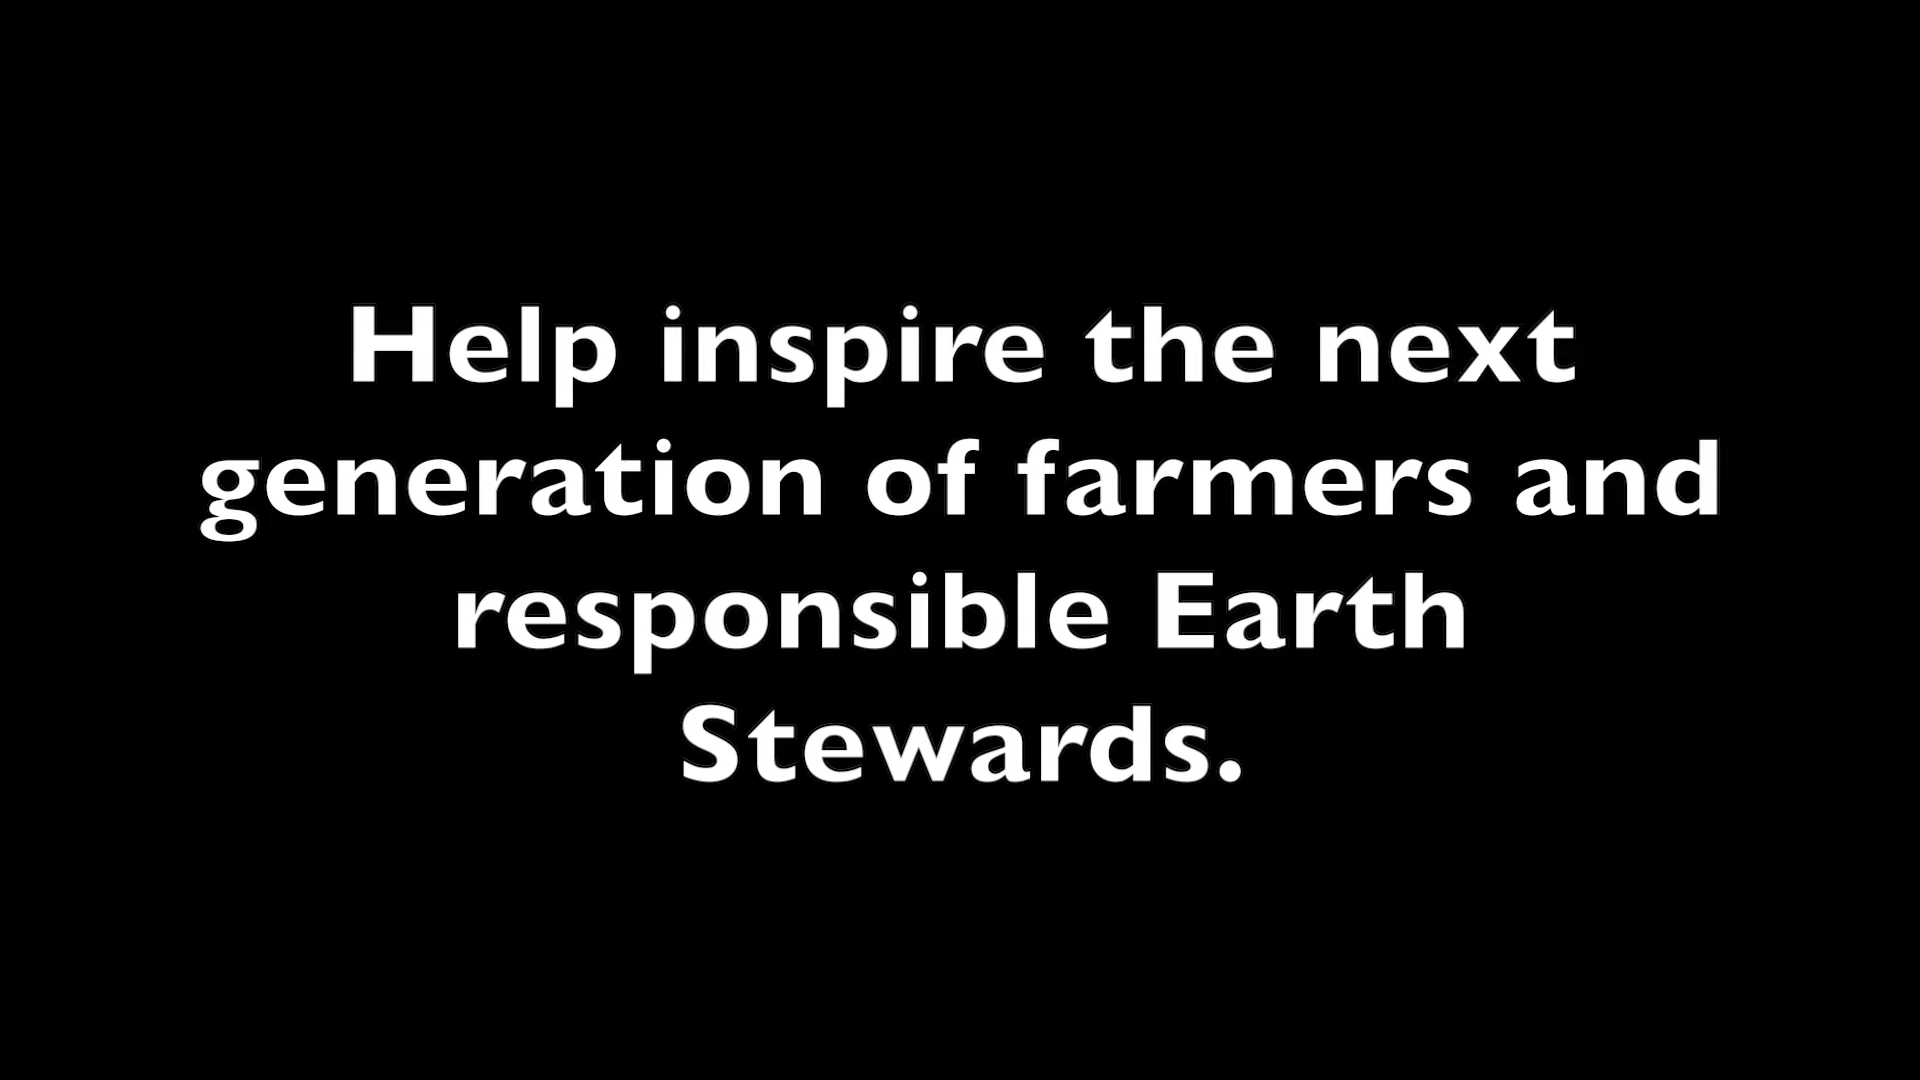 Help inspire the next
generation of farmers and
responsible Earth
Stewards.